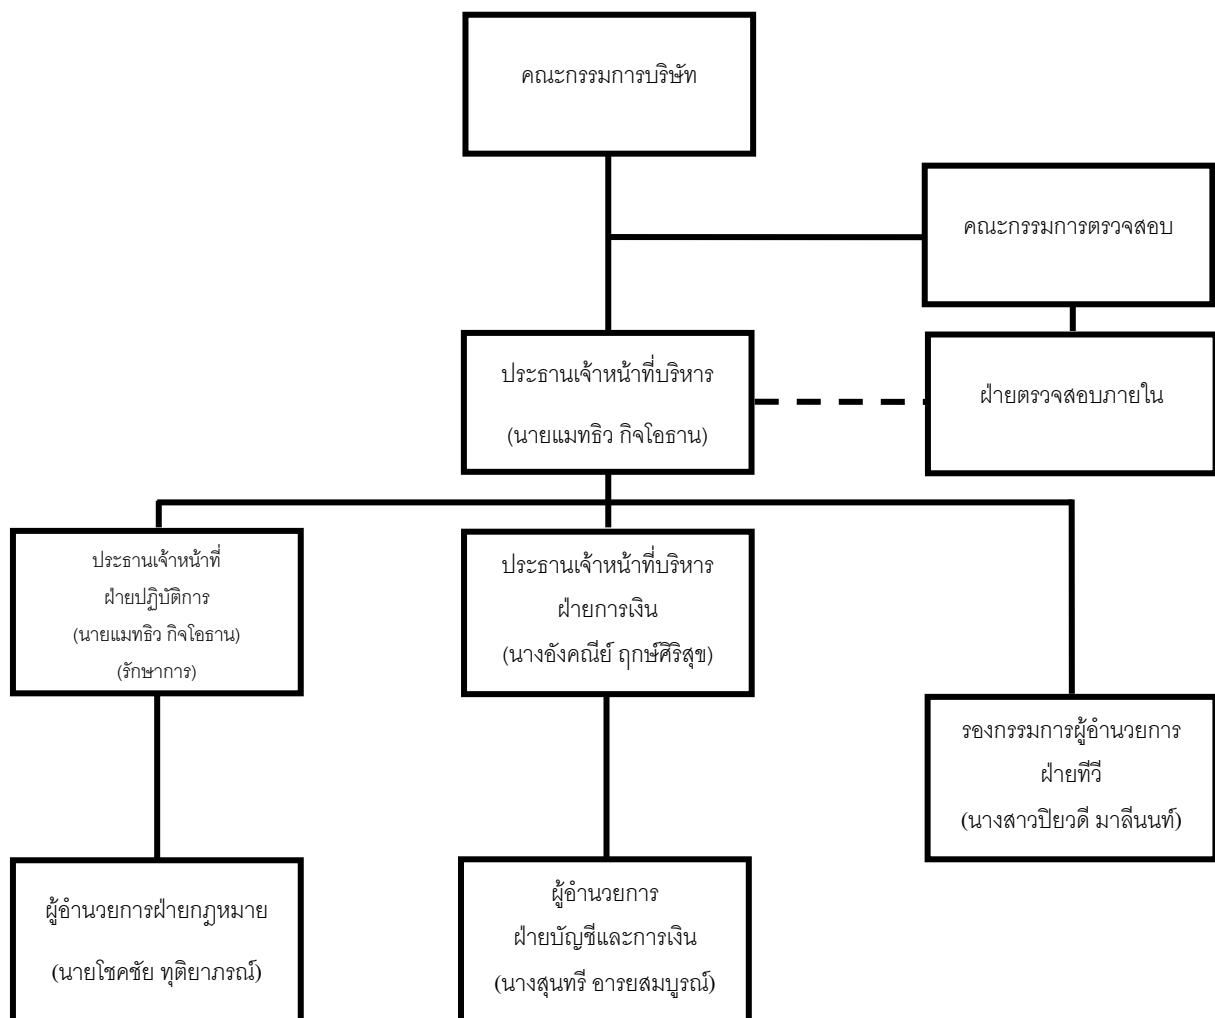 คณะกรรมการบริษัท
คณะกรรมการตรวจสอบ
ประธานเจ้าหน้าที่บริหาร
(นายแมทธิว กิจโอธาน)
ฝ่ายตรวจสอบภายใน
ประธานเจ้าหน้าที่
ฝ่ายปฏิบัติการ
(นายแมทธิว กิจโอธาน)
(รักษาการ)
ประธานเจ้าหน้าที่บริหาร
ฝ่ายการเงิน
(นางอังคณีย์ ฤกษ์ศิริสุข)
รองกรรมการผู้อำนวยการ
ฝ่ายทีวี
(นางสาวปิยวดี มาลีนนท์)
ผู้อำนวยการฝ่ายกฎหมาย
(นายโชคชัย ทุติยาภรณ์)
ผู้อำนวยการ
ฝ่ายบัญชีและการเงิน
(นางสุนทรี อารยสมบูรณ์)